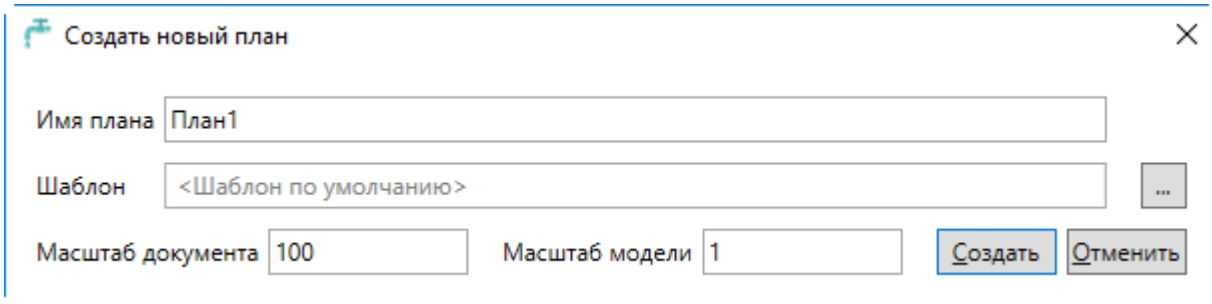 Создать новый план
Имя плана План1
Шаблон <Шаблон по умолчанию> ...
Масштаб документа 100 Масштаб модели 1 Создать Отменить